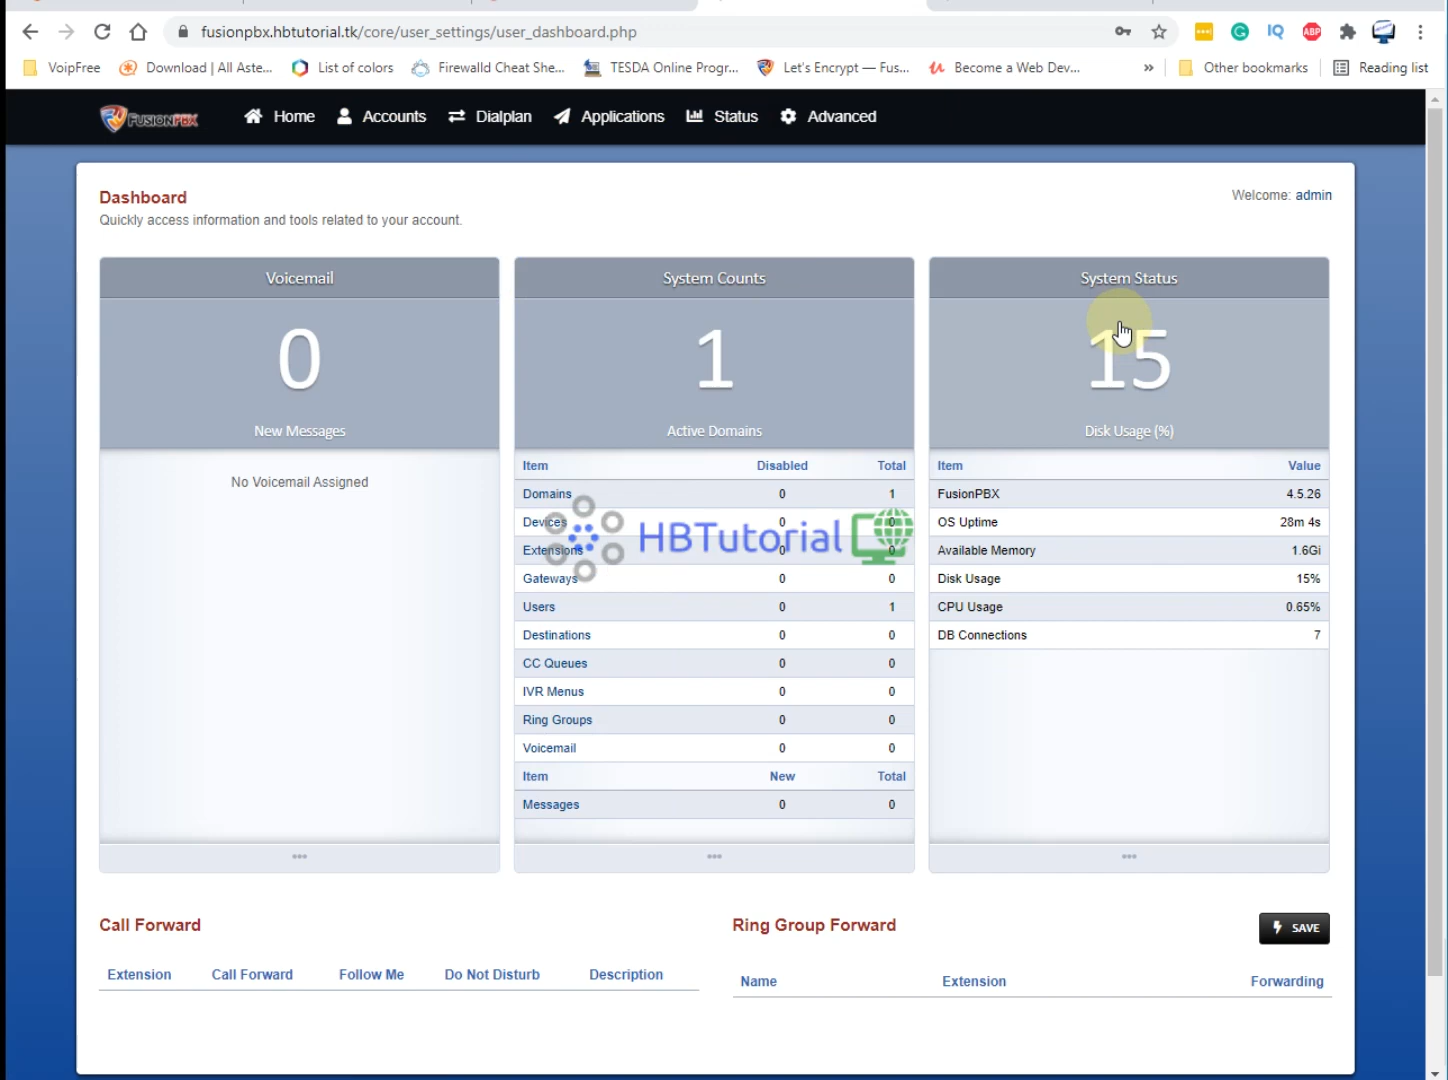 fusionpbx.hbtutorial.tk/core/user_settings/user_dashboard.php
IQ
ABP
VoipFree
Download | All Aste...
List of colors
Firewalld Cheat She...
TESDA Online Progr...
Let's Encrypt — Fus...
Become a Web Dev...
»
Other bookmarks
Reading list
FUSIONPBX
Home
Accounts
Dialplan
Applications
Status
Advanced
Dashboard
Welcome: admin
Quickly access information and tools related to your account.
Voicemail
0
New Messages
No Voicemail Assigned
System Counts
1
Active Domains
Item Disabled Total
Domains 0 1
Devices 0 0
Extensions 0 0
Gateways 0 0
Users 0 1
Destinations 0 0
CC Queues 0 0
IVR Menus 0 0
Ring Groups 0 0
Voicemail 0 0
Item New Total
Messages 0 0
HBTutorial
System Status
15
Disk Usage (%)
Item Value
FusionPBX 4.5.26
OS Uptime 28m 4s
Available Memory 1.6Gi
Disk Usage 15%
CPU Usage 0.65%
DB Connections 7
Call Forward
Extension Call Forward Follow Me Do Not Disturb Description
Ring Group Forward
SAVE
Name Extension Forwarding